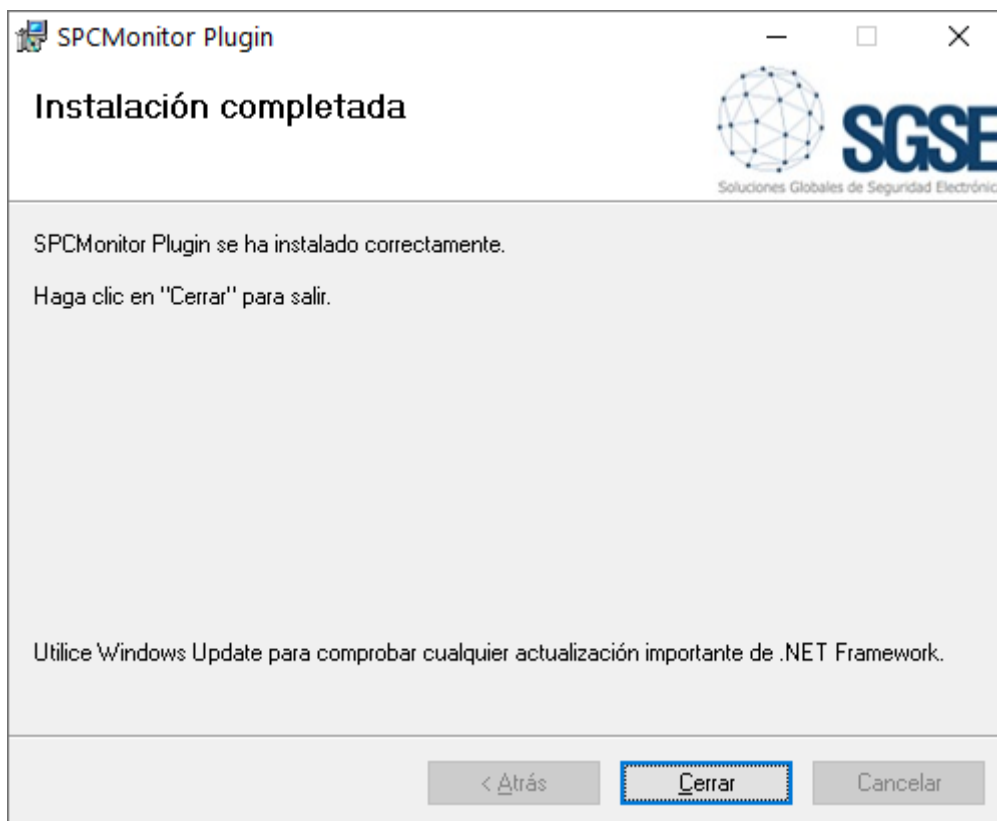 SPCMonitor Plugin
Instalación completada
SGSE
Soluciones Globales de Seguridad Electrónic
SPCMonitor Plugin se ha instalado correctamente.
Haga clic en "Cerrar" para salir.
Utilice Windows Update para comprobar cualquier actualización importante de .NET Framework.
< Atrás
Cerrar
Cancelar